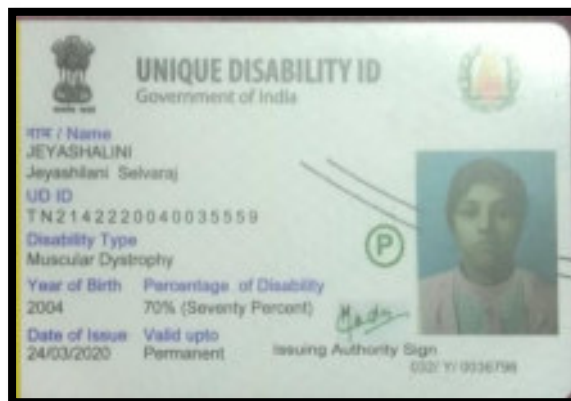 UNIQUE DISABILITY ID
Government of India
नाम / Name
JEYASHALINI
Jeyashilani Selvaraj
UD ID
TN2142220040035559
Disability Type
Muscular Dystrophy
Year of Birth Percentage of Disability
2004 70% (Seventy Percent)
Date of Issue Valid upto
24/03/2020 Permanent
P
Issuing Authority Sign
032/ Y/ 0036798